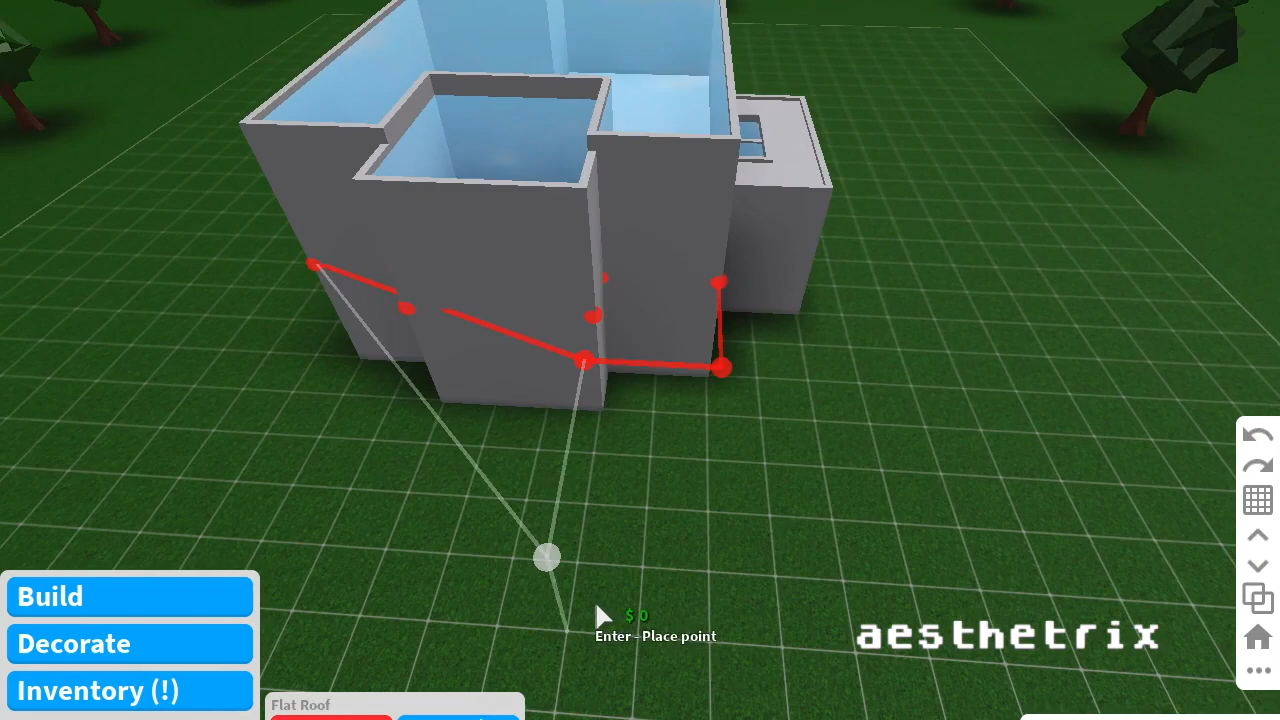 Build
Decorate
Inventory (!)
Flat Roof
$ 0
Enter - Place point
aesthetrix